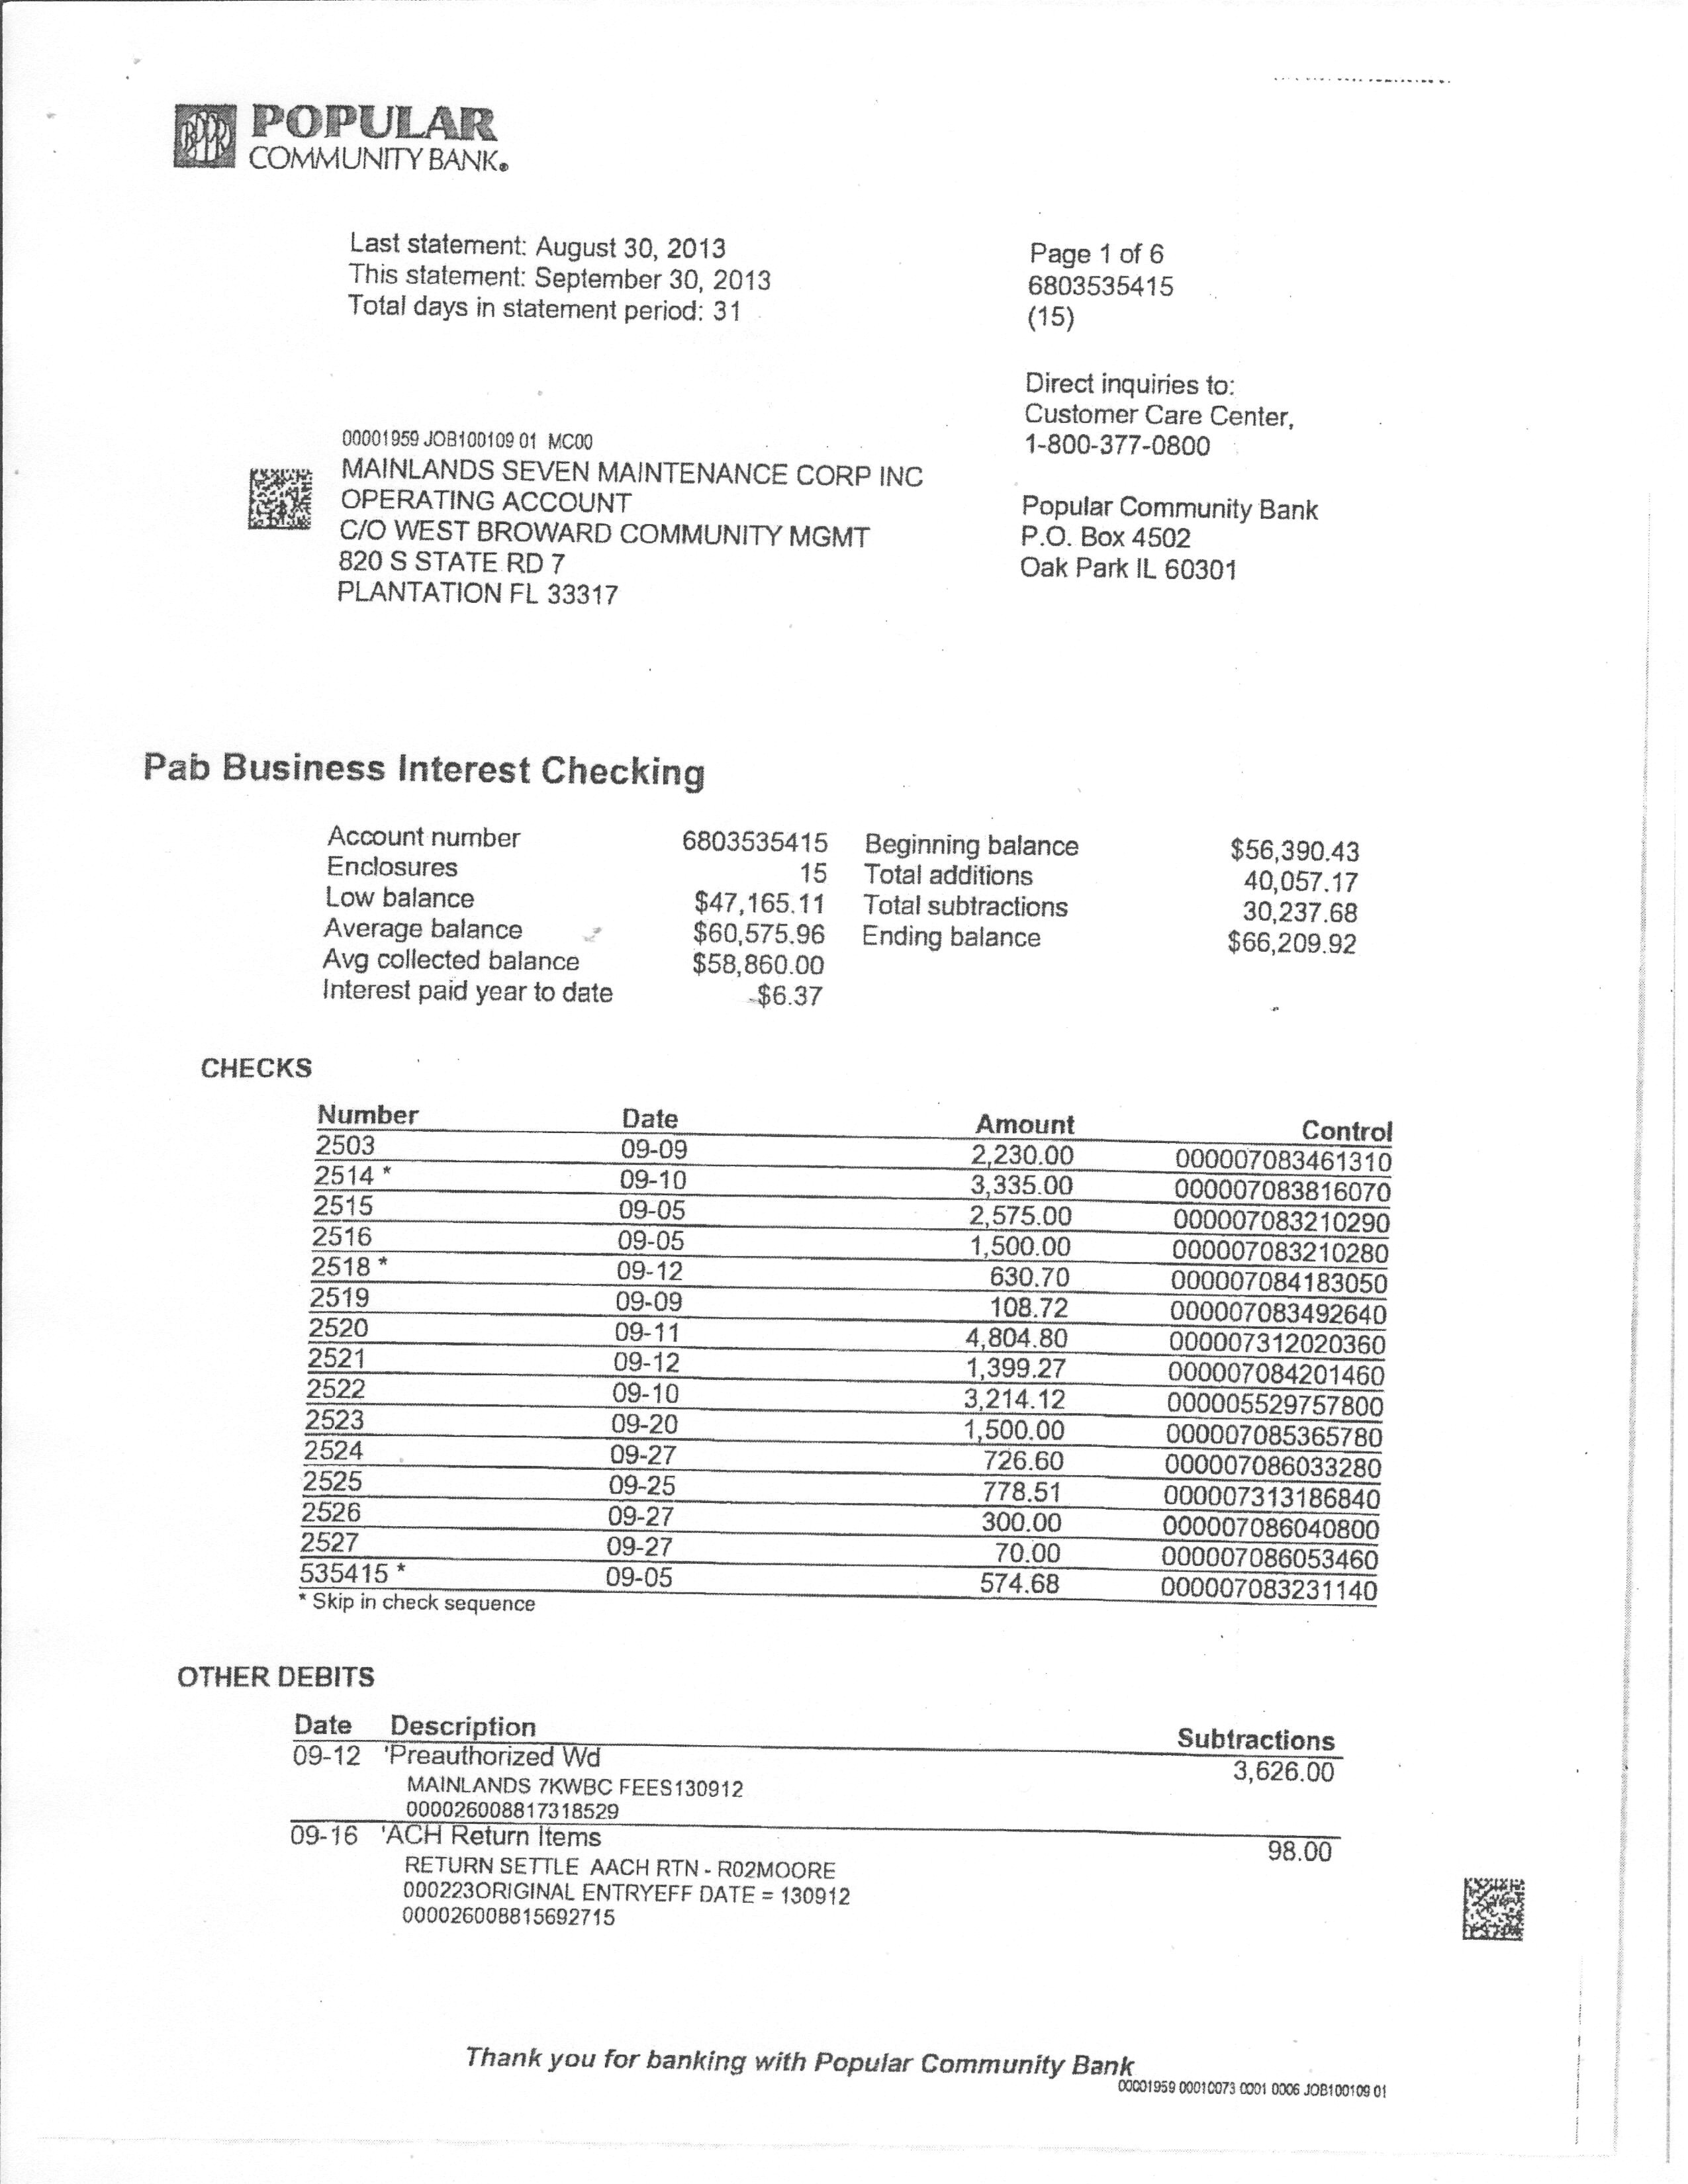 POPULAR
COMMUNITY BANK®
Last statement: August 30, 2013
This statement: September 30, 2013
Total days in statement period: 31
Page 1 of 6
6803535415
(15)
Direct inquiries to:
Customer Care Center,
1-800-377-0800
Popular Community Bank
P.O. Box 4502
Oak Park IL 60301
00001959 JOB100109 01 MC00
MAINLANDS SEVEN MAINTENANCE CORP INC
OPERATING ACCOUNT
C/O WEST BROWARD COMMUNITY MGMT
820 S STATE RD 7
PLANTATION FL 33317
Pab Business Interest Checking
Account number 6803535415 Beginning balance $56,390.43
Enclosures 15 Total additions 40,057.17
Low balance $47,165.11 Total subtractions 30,237.68
Average balance $60,575.96 Ending balance $66,209.92
Avg collected balance $58,860.00
Interest paid year to date $6.37
CHECKS
Number Date Amount Control
2503 09-09 2,230.00 000007083461310
2514 * 09-10 3,335.00 000007083816070
2515 09-05 2,575.00 000007083210290
2516 09-05 1,500.00 000007083210280
2518 * 09-12 630.70 000007084183050
2519 09-09 108.72 000007083492640
2520 09-11 4,804.80 000007312020360
2521 09-12 1,399.27 000007084201460
2522 09-10 3,214.12 000005529757800
2523 09-20 1,500.00 000007085365780
2524 09-27 726.60 000007086033280
2525 09-25 778.51 000007313186840
2526 09-27 300.00 000007086040800
2527 09-27 70.00 000007086053460
535415 * 09-05 574.68 000007083231140
* Skip in check sequence
OTHER DEBITS
Date Description Subtractions
09-12 'Preauthorized Wd 3,626.00
MAINLANDS 7KWBC FEES130912
000026008817318529
09-16 'ACH Return Items 98.00
RETURN SETTLE AACH RTN - R02MOORE
000223ORIGINAL ENTRYEFF DATE = 130912
000026008815692715
Thank you for banking with Popular Community Bank
00001959 00010073 0001 0006 JOB100109 01